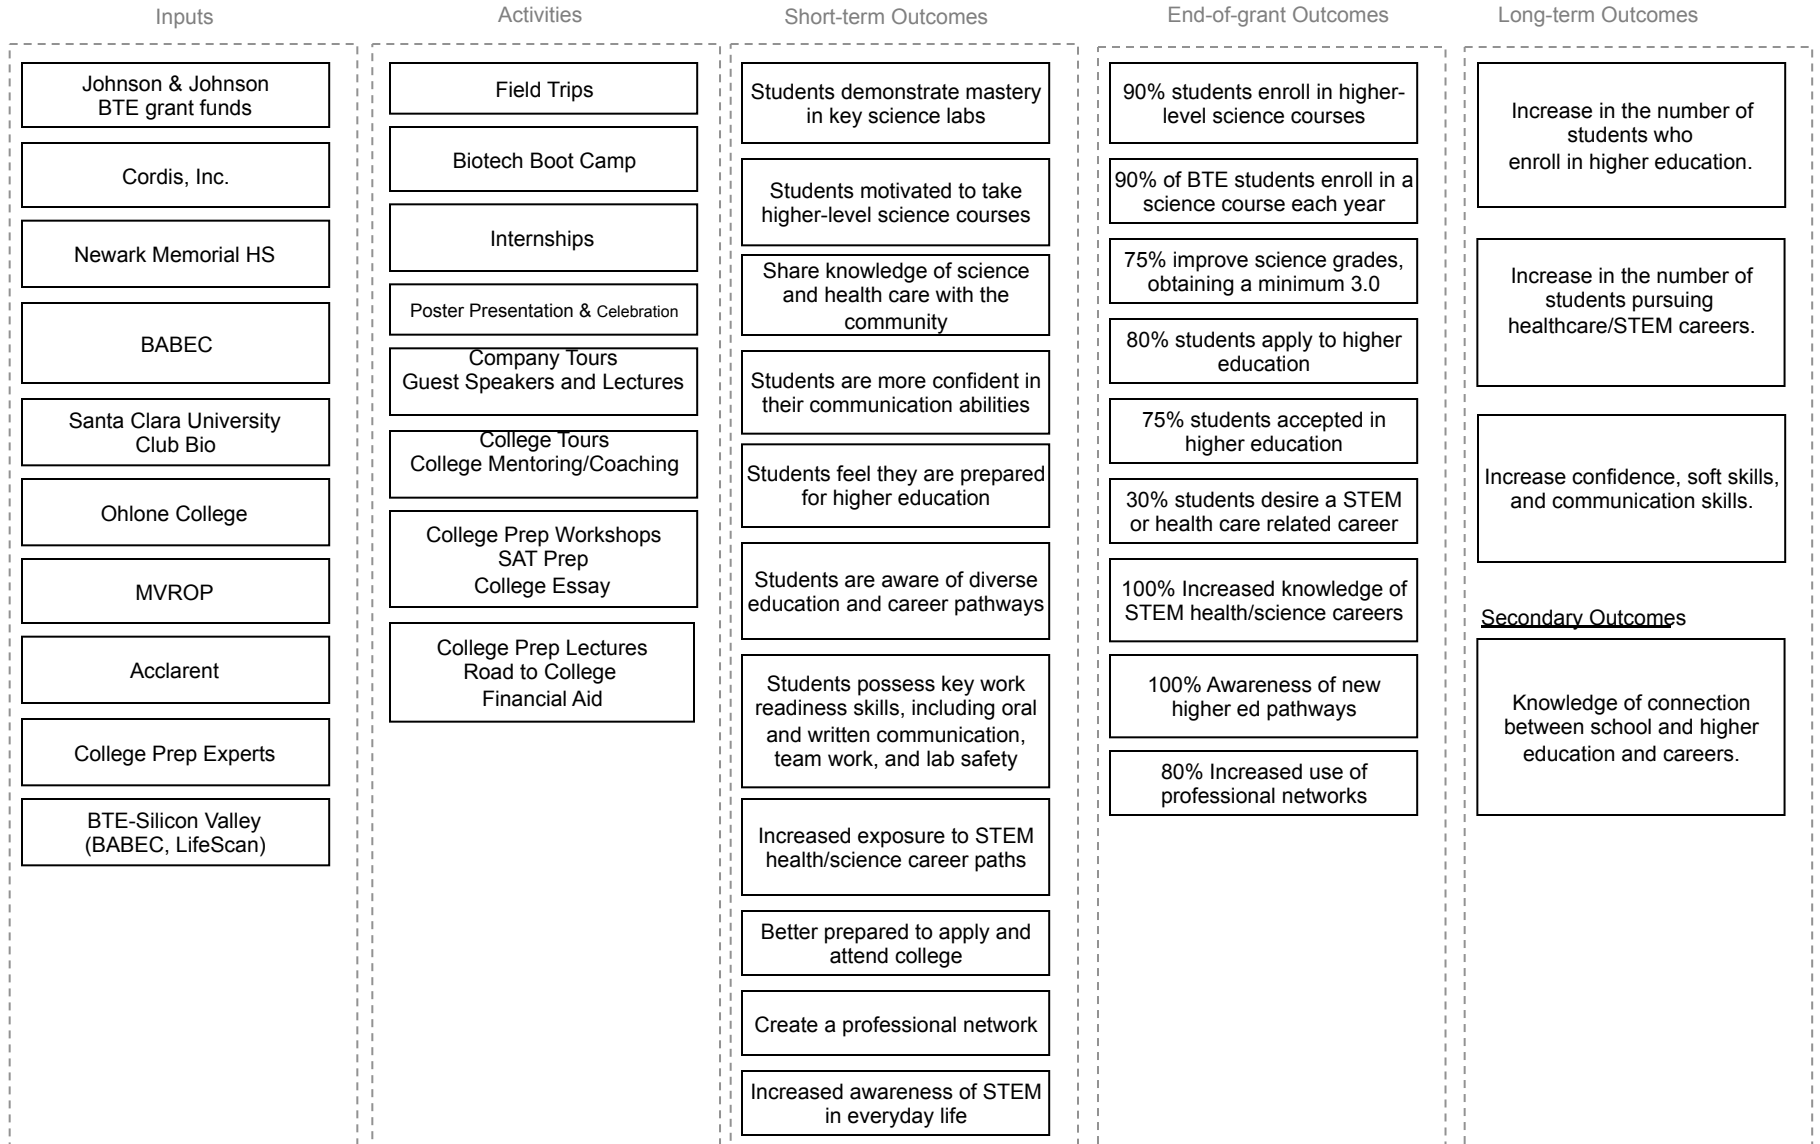 Inputs
Activities
Short-term Outcomes
End-of-grant Outcomes
Long-term Outcomes
Johnson & Johnson
BTE grant funds
Cordis, Inc.
Newark Memorial HS
BABEC
Santa Clara University
Club Bio
Ohlone College
MVROP
Acclarent
College Prep Experts
BTE-Silicon Valley
(BABEC, LifeScan)
Field Trips
Biotech Boot Camp
Internships
Poster Presentation & Celebration
Company Tours
Guest Speakers and Lectures
College Tours
College Mentoring/Coaching
College Prep Workshops
SAT Prep
College Essay
College Prep Lectures
Road to College
Financial Aid
Students demonstrate mastery
in key science labs
Students motivated to take
higher-level science courses
Share knowledge of science
and health care with the
community
Students are more confident in
their communication abilities
Students feel they are prepared
for higher education
Students are aware of diverse
education and career pathways
Students possess key work
readiness skills, including oral
and written communication,
team work, and lab safety
Increased exposure to STEM
health/science career paths
Better prepared to apply and
attend college
Create a professional network
Increased awareness of STEM
in everyday life
90% students enroll in higher-
level science courses
90% of BTE students enroll in a
science course each year
75% improve science grades,
obtaining a minimum 3.0
80% students apply to higher
education
75% students accepted in
higher education
30% students desire a STEM
or health care related career
100% Increased knowledge of
STEM health/science careers
100% Awareness of new
higher ed pathways
80% Increased use of
professional networks
Increase in the number of
students who
enroll in higher education.
Increase in the number of
students pursuing
healthcare/STEM careers.
Increase confidence, soft skills,
and communication skills.
Secondary Outcomes
Knowledge of connection
between school and higher
education and careers.